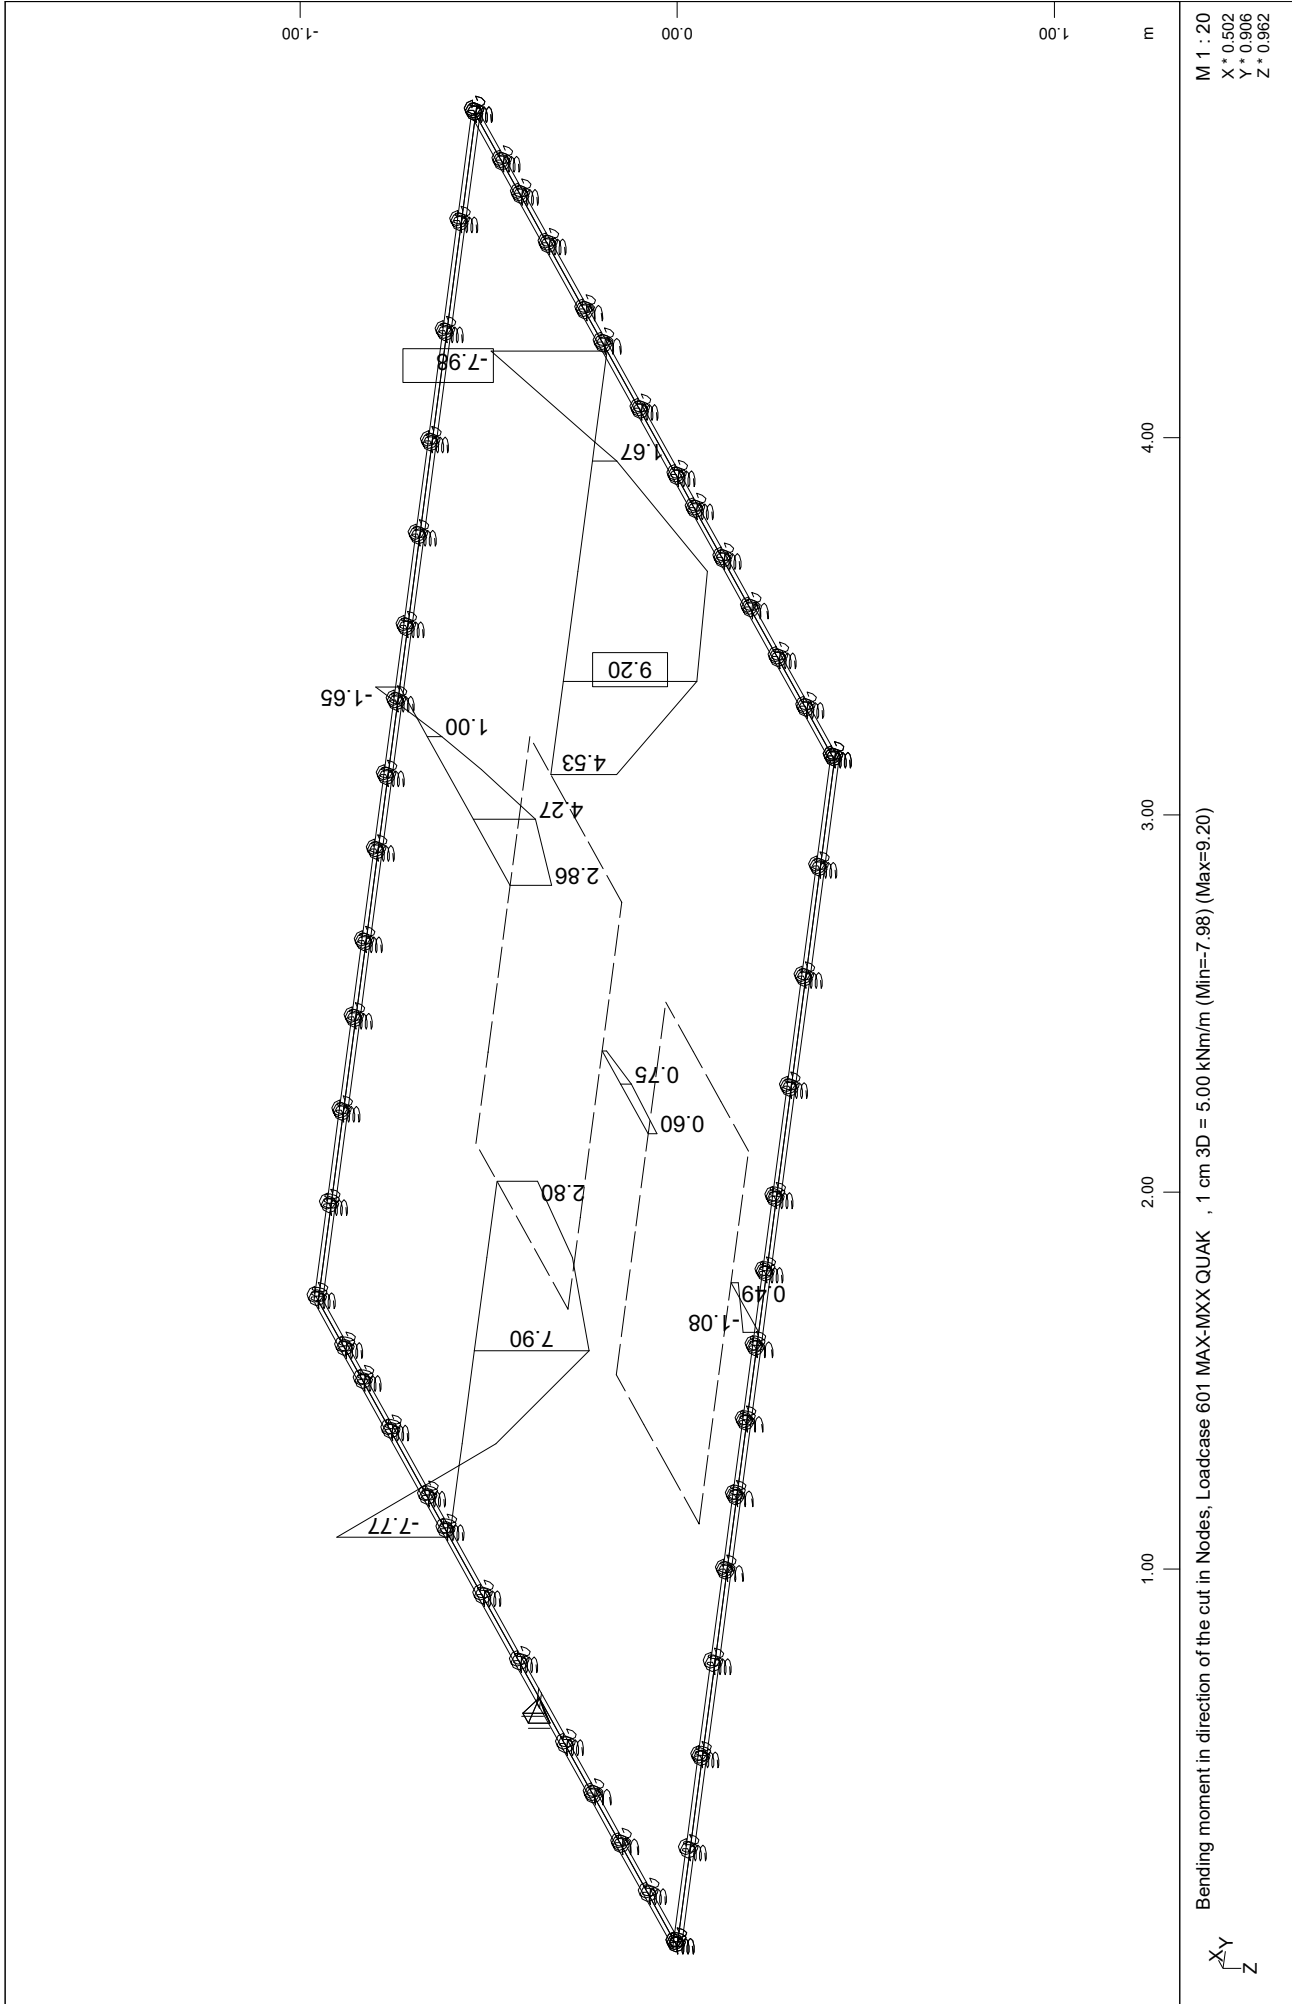 -1.00
0.00
1.00
m
M 1 : 20
X * 0.502
Y * 0.906
Z * 0.962
-7.98
4.00
1.67
9.20
-1.65
1.00
4.53
4.27
3.00
2.86
0.75
0.60
2.80
2.00
0.49
-1.08
7.90
-7.77
1.00
Bending moment in direction of the cut in Nodes, Loadcase 601 MAX-MXX QUAK , 1 cm 3D = 5.00 kNm/m (Min=-7.98) (Max=9.20)
X
Y
Z